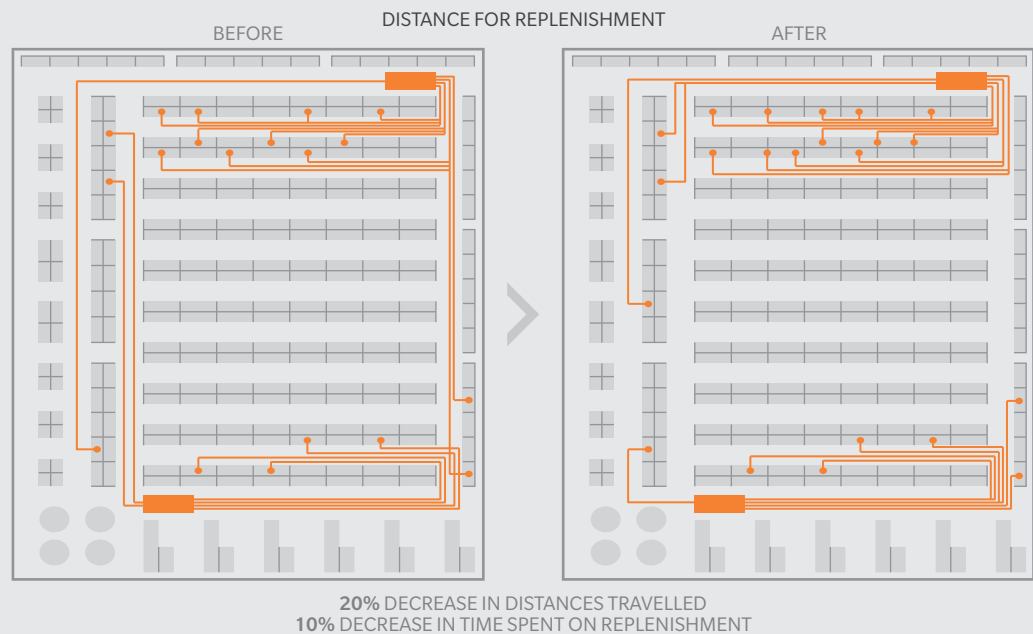 DISTANCE FOR REPLENISHMENT
BEFORE
AFTER
20% DECREASE IN DISTANCES TRAVELLED
10% DECREASE IN TIME SPENT ON REPLENISHMENT